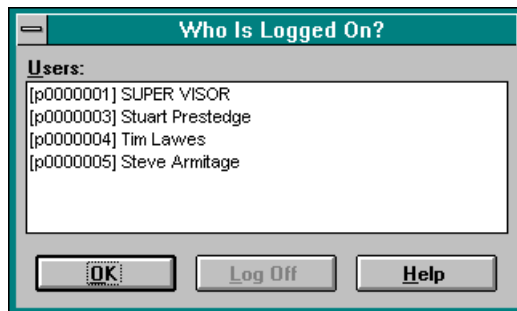 Who Is Logged On?
Users:
[p0000001] SUPER VISOR
[p0000003] Stuart Prestedge
[p0000004] Tim Lawes
[p0000005] Steve Armitage
OK Log Off Help